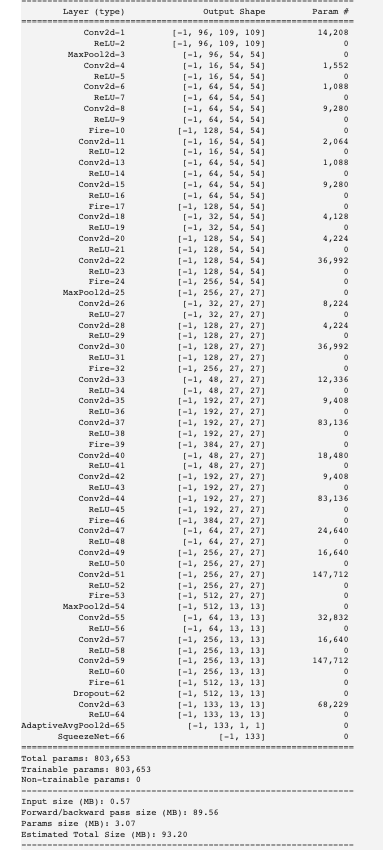 ================================================================
Layer (type) Output Shape Param #
================================================================
Conv2d-1 [-1, 96, 109, 109] 14,208
ReLU-2 [-1, 96, 109, 109] 0
MaxPool2d-3 [-1, 96, 54, 54] 0
Conv2d-4 [-1, 16, 54, 54] 1,552
ReLU-5 [-1, 16, 54, 54] 0
Conv2d-6 [-1, 64, 54, 54] 1,088
ReLU-7 [-1, 64, 54, 54] 0
Conv2d-8 [-1, 64, 54, 54] 9,280
ReLU-9 [-1, 64, 54, 54] 0
Fire-10 [-1, 128, 54, 54] 0
Conv2d-11 [-1, 16, 54, 54] 2,064
ReLU-12 [-1, 16, 54, 54] 0
Conv2d-13 [-1, 64, 54, 54] 1,088
ReLU-14 [-1, 64, 54, 54] 0
Conv2d-15 [-1, 64, 54, 54] 9,280
ReLU-16 [-1, 64, 54, 54] 0
Fire-17 [-1, 128, 54, 54] 0
Conv2d-18 [-1, 32, 54, 54] 4,128
ReLU-19 [-1, 32, 54, 54] 0
Conv2d-20 [-1, 128, 54, 54] 4,224
ReLU-21 [-1, 128, 54, 54] 0
Conv2d-22 [-1, 128, 54, 54] 36,992
ReLU-23 [-1, 128, 54, 54] 0
Fire-24 [-1, 256, 54, 54] 0
MaxPool2d-25 [-1, 256, 27, 27] 0
Conv2d-26 [-1, 32, 27, 27] 8,224
ReLU-27 [-1, 32, 27, 27] 0
Conv2d-28 [-1, 128, 27, 27] 4,224
ReLU-29 [-1, 128, 27, 27] 0
Conv2d-30 [-1, 128, 27, 27] 36,992
ReLU-31 [-1, 128, 27, 27] 0
Fire-32 [-1, 256, 27, 27] 0
Conv2d-33 [-1, 48, 27, 27] 12,336
ReLU-34 [-1, 48, 27, 27] 0
Conv2d-35 [-1, 192, 27, 27] 9,408
ReLU-36 [-1, 192, 27, 27] 0
Conv2d-37 [-1, 192, 27, 27] 83,136
ReLU-38 [-1, 192, 27, 27] 0
Fire-39 [-1, 384, 27, 27] 0
Conv2d-40 [-1, 48, 27, 27] 18,480
ReLU-41 [-1, 48, 27, 27] 0
Conv2d-42 [-1, 192, 27, 27] 9,408
ReLU-43 [-1, 192, 27, 27] 0
Conv2d-44 [-1, 192, 27, 27] 83,136
ReLU-45 [-1, 192, 27, 27] 0
Fire-46 [-1, 384, 27, 27] 0
Conv2d-47 [-1, 64, 27, 27] 24,640
ReLU-48 [-1, 64, 27, 27] 0
Conv2d-49 [-1, 256, 27, 27] 16,640
ReLU-50 [-1, 256, 27, 27] 0
Conv2d-51 [-1, 256, 27, 27] 147,712
ReLU-52 [-1, 256, 27, 27] 0
Fire-53 [-1, 512, 27, 27] 0
MaxPool2d-54 [-1, 512, 13, 13] 0
Conv2d-55 [-1, 64, 13, 13] 32,832
ReLU-56 [-1, 64, 13, 13] 0
Conv2d-57 [-1, 256, 13, 13] 16,640
ReLU-58 [-1, 256, 13, 13] 0
Conv2d-59 [-1, 256, 13, 13] 147,712
ReLU-60 [-1, 256, 13, 13] 0
Fire-61 [-1, 512, 13, 13] 0
Dropout-62 [-1, 512, 13, 13] 0
Conv2d-63 [-1, 133, 13, 13] 68,229
ReLU-64 [-1, 133, 13, 13] 0
AdaptiveAvgPool2d-65 [-1, 133, 1, 1] 0
SqueezeNet-66 [-1, 133] 0
================================================================
Total params: 803,653
Trainable params: 803,653
Non-trainable params: 0
----------------------------------------------------------------
Input size (MB): 0.57
Forward/backward pass size (MB): 89.56
Params size (MB): 3.07
Estimated Total Size (MB): 93.20
----------------------------------------------------------------